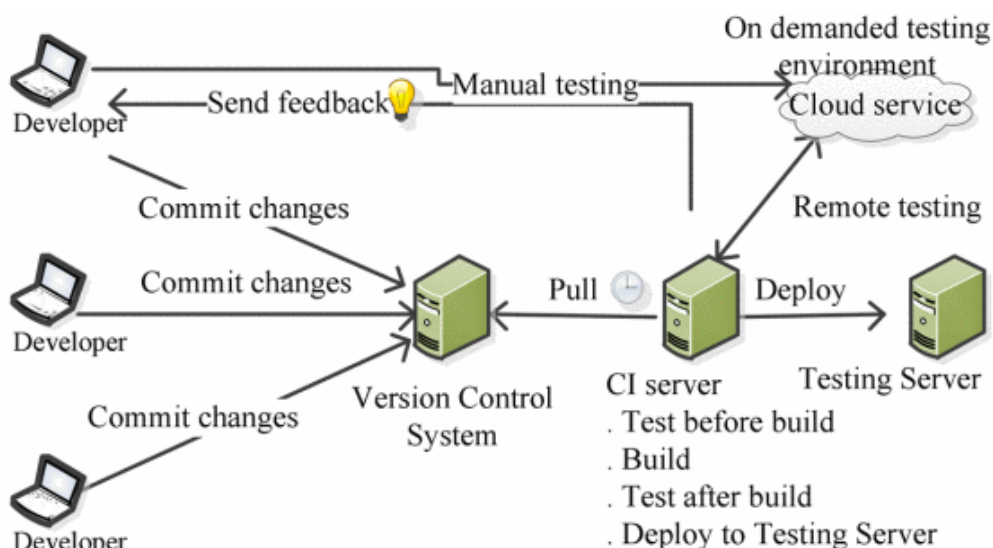 On demanded testing
environment
Cloud service
Manual testing
Send feedback
Developer
Commit changes
Remote testing
Commit changes
Pull
Deploy
Developer
Version Control
System
CI server
Testing Server
Commit changes
. Test before build
. Build
. Test after build
. Deploy to Testing Server
Developer